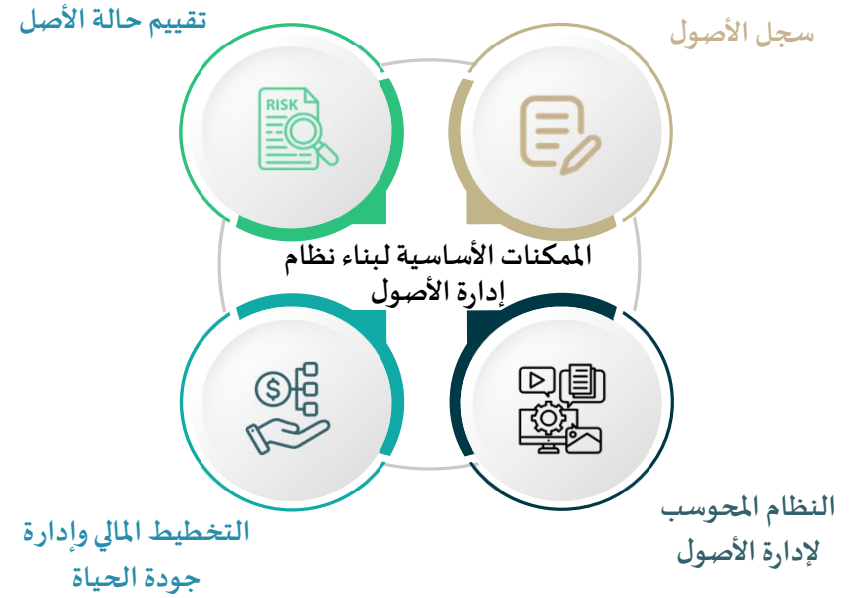 سجل الأصول
تقييم حالة الأصل
RISK
الممكنات الأساسية لبناء نظام
إدارة الأصول
النظام المحوسب
لإدارة الأصول
التخطيط المالي وإدارة
جودة الحياة